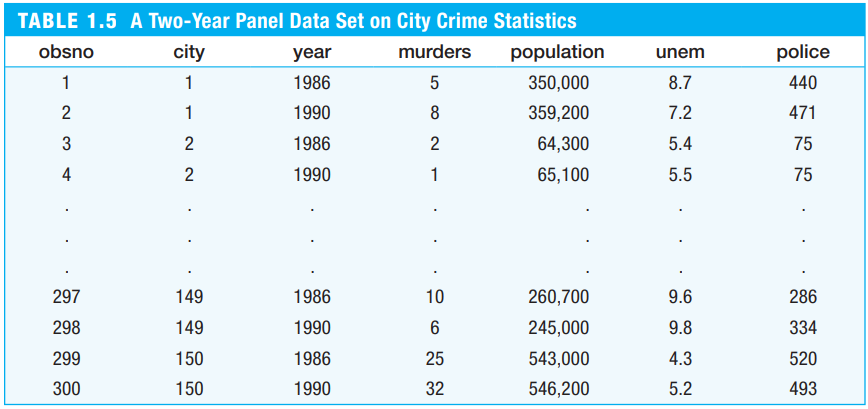 TABLE 1.5 A Two-Year Panel Data Set on City Crime Statistics
obsno city year murders population unem police
1 1 1986 5 350,000 8.7 440
2 1 1990 8 359,200 7.2 471
3 2 1986 2 64,300 5.4 75
4 2 1990 1 65,100 5.5 75
. . . . . . .
. . . . . . .
. . . . . . .
297 149 1986 10 260,700 9.6 286
298 149 1990 6 245,000 9.8 334
299 150 1986 25 543,000 4.3 520
300 150 1990 32 546,200 5.2 493